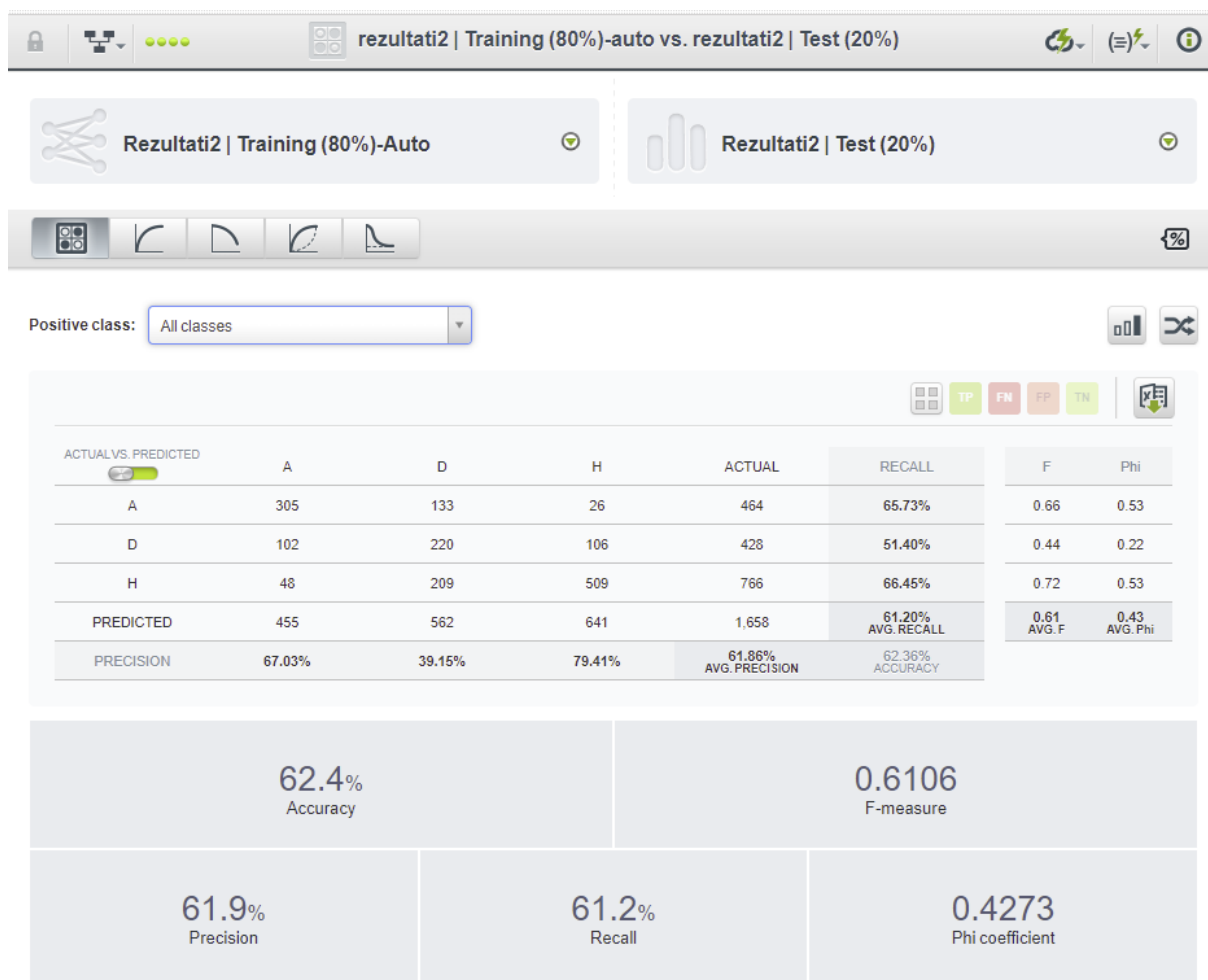 rezultati2 | Training (80%)-auto vs. rezultati2 | Test (20%)
(=)
Rezultati2 | Training (80%)-Auto
Rezultati2 | Test (20%)
{%
Positive class: All classes
TP FN FP TN
ACTUAL VS. PREDICTED A D H ACTUAL RECALL F Phi
A 305 133 26 464 65.73% 0.66 0.53
D 102 220 106 428 51.40% 0.44 0.22
H 48 209 509 766 66.45% 0.72 0.53
PREDICTED 455 562 641 1,658 61.20% AVG. RECALL 0.61 AVG. F 0.43 AVG. Phi
PRECISION 67.03% 39.15% 79.41% 61.86% AVG. PRECISION 62.36% ACCURACY
62.4% 0.6106
Accuracy F-measure
61.9% 61.2% 0.4273
Precision Recall Phi coefficient